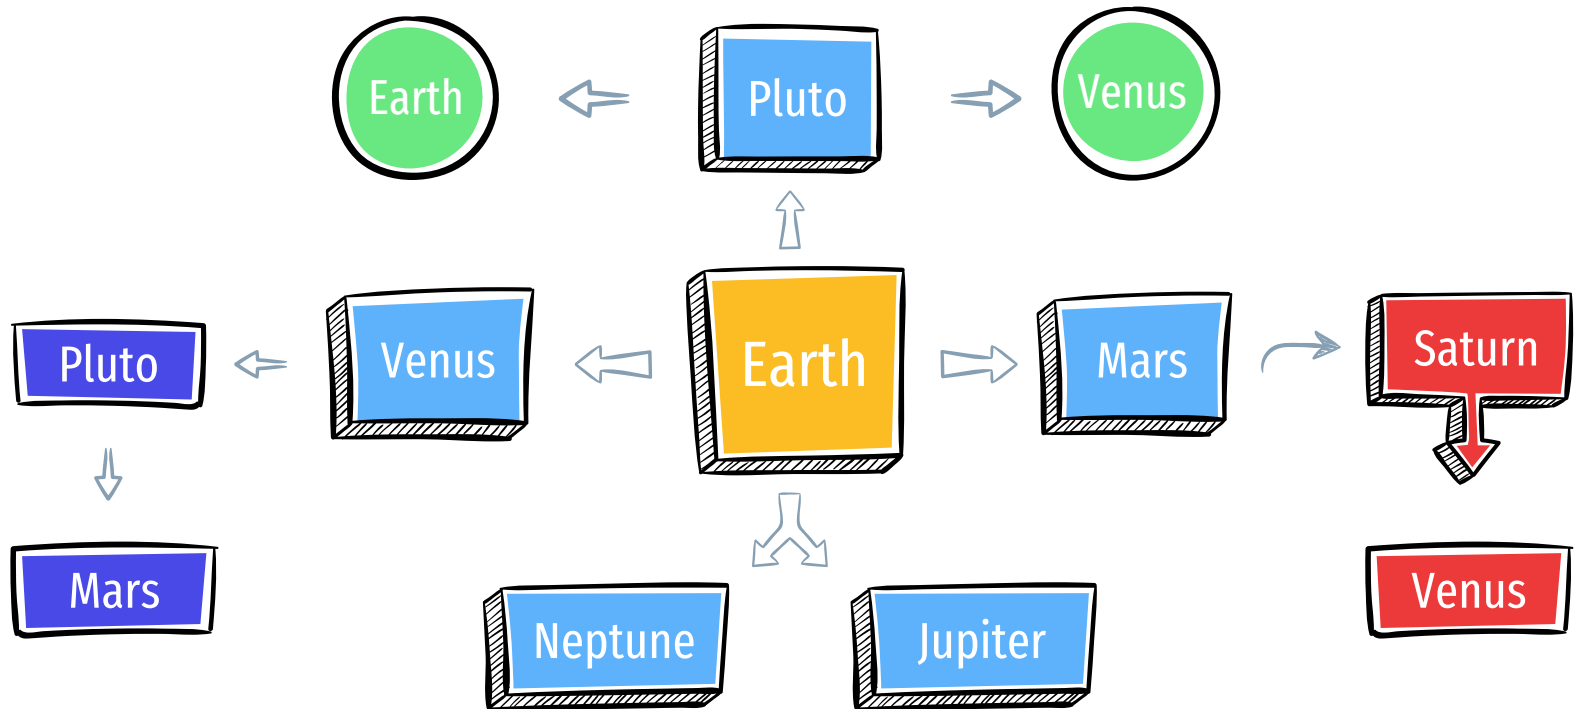 Earth
Pluto
Venus
Pluto
Venus
Earth
Mars
Saturn
Mars
Neptune
Jupiter
Venus